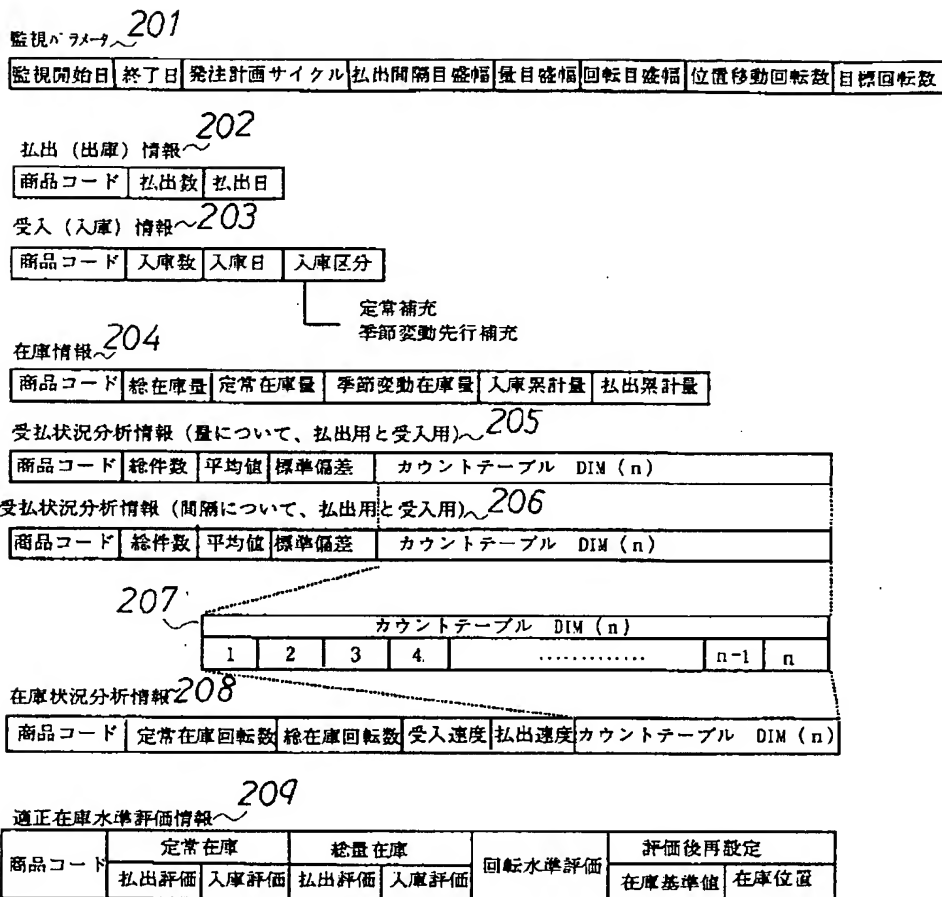 監視パラメータ～201
監視開始日 終了日 発注計画サイクル 払出間隔目盛幅 量目盛幅 回転目盛幅 位置移動回転数 目標回転数
払出（出庫）情報～202
商品コード 払出数 払出日
受入（入庫）情報～203
商品コード 入庫数 入庫日 入庫区分
定常補充
季節変動先行補充
在庫情報～204
商品コード 総在庫量 定常在庫量 季節変動在庫量 入庫累計量 払出累計量
受払状況分析情報（量について、払出用と受入用）～205
商品コード 総件数 平均値 標準偏差 カウントテーブル DIM（n）
受払状況分析情報（間隔について、払出用と受入用）～206
商品コード 総件数 平均値 標準偏差 カウントテーブル DIM（n）
207
カウントテーブル DIM（n）
1 2 3 4. ………… n-1 n
在庫状況分析情報～208
商品コード 定常在庫回転数 総在庫回転数 受入速度 払出速度 カウントテーブル DIM（n）
適正在庫水準評価情報～209
商品コード 定常在庫 総量在庫 回転水準評価 評価後再設定
払出評価 入庫評価 払出評価 入庫評価 在庫基準値 在庫位置